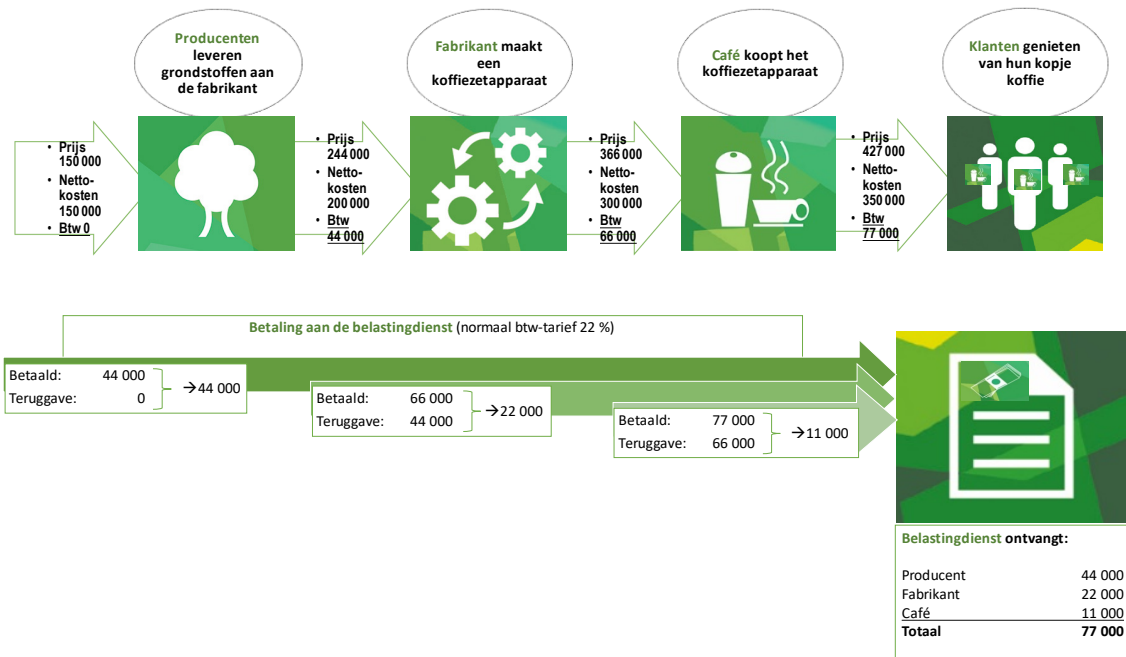 Producenten
leveren
grondstoffen aan
de fabrikant
Fabrikant maakt
een
koffiezetapparaat
Café koopt het
koffiezetapparaat
Klanten genieten
van hun kopje
koffie
• Prijs
150 000
• Netto-
kosten
150 000
• Btw 0
• Prijs
244 000
• Netto-
kosten
200 000
• Btw
44 000
• Prijs
366 000
• Netto-
kosten
300 000
• Btw
66 000
• Prijs
427 000
• Netto-
kosten
350 000
• Btw
77 000
Betaling aan de belastingdienst (normaal btw-tarief 22 %)
Betaald: 44 000
Teruggave: 0
→44 000
Betaald: 66 000
Teruggave: 44 000
→22 000
Betaald: 77 000
Teruggave: 66 000
→11 000
Belastingdienst ontvangt:
Producent 44 000
Fabrikant 22 000
Café 11 000
Totaal 77 000